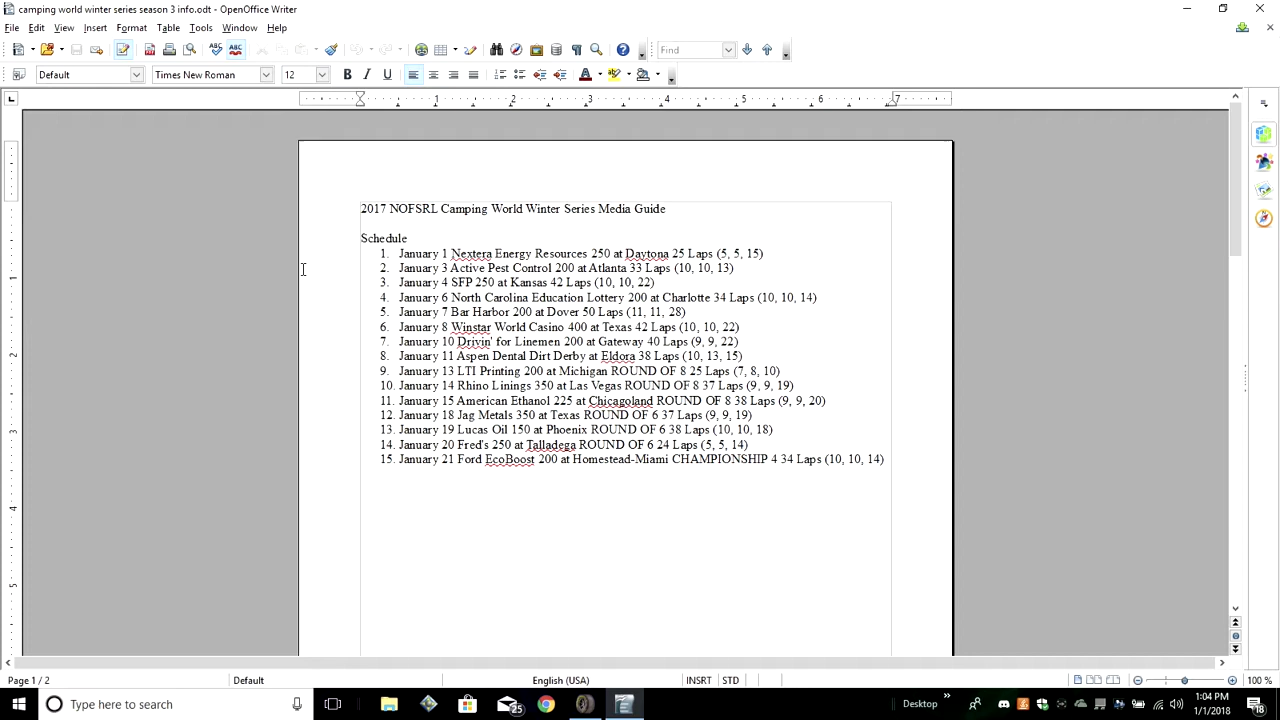 camping world winter series season 3 info.odt - OpenOffice Writer
File Edit View Insert Format Table Tools Window Help
Find
Default Times New Roman 12
1 2 3 4 5 6 7
2017 NOFSRL Camping World Winter Series Media Guide
Schedule
1. January 1 Nextera Energy Resources 250 at Daytona 25 Laps (5, 5, 15)
2. January 3 Active Pest Control 200 at Atlanta 33 Laps (10, 10, 13)
3. January 4 SFP 250 at Kansas 42 Laps (10, 10, 22)
4. January 6 North Carolina Education Lottery 200 at Charlotte 34 Laps (10, 10, 14)
5. January 7 Bar Harbor 200 at Dover 50 Laps (11, 11, 28)
6. January 8 Winstar World Casino 400 at Texas 42 Laps (10, 10, 22)
7. January 10 Drivin' for Linemen 200 at Gateway 40 Laps (9, 9, 22)
8. January 11 Aspen Dental Dirt Derby at Eldora 38 Laps (10, 13, 15)
9. January 13 LTI Printing 200 at Michigan ROUND OF 8 25 Laps (7, 8, 10)
10. January 14 Rhino Linings 350 at Las Vegas ROUND OF 8 37 Laps (9, 9, 19)
11. January 15 American Ethanol 225 at Chicagoland ROUND OF 8 38 Laps (9, 9, 20)
12. January 18 Jag Metals 350 at Texas ROUND OF 6 37 Laps (9, 9, 19)
13. January 19 Lucas Oil 150 at Phoenix ROUND OF 6 38 Laps (10, 10, 18)
14. January 20 Fred's 250 at Talladega ROUND OF 6 24 Laps (5, 5, 14)
15. January 21 Ford EcoBoost 200 at Homestead-Miami CHAMPIONSHIP 4 34 Laps (10, 10, 14)
1
2
3
4
5
Page 1 / 2 Default English (USA) INSRT STD 100 %
Type here to search 25 Desktop 1:04 PM
1/1/2018 18